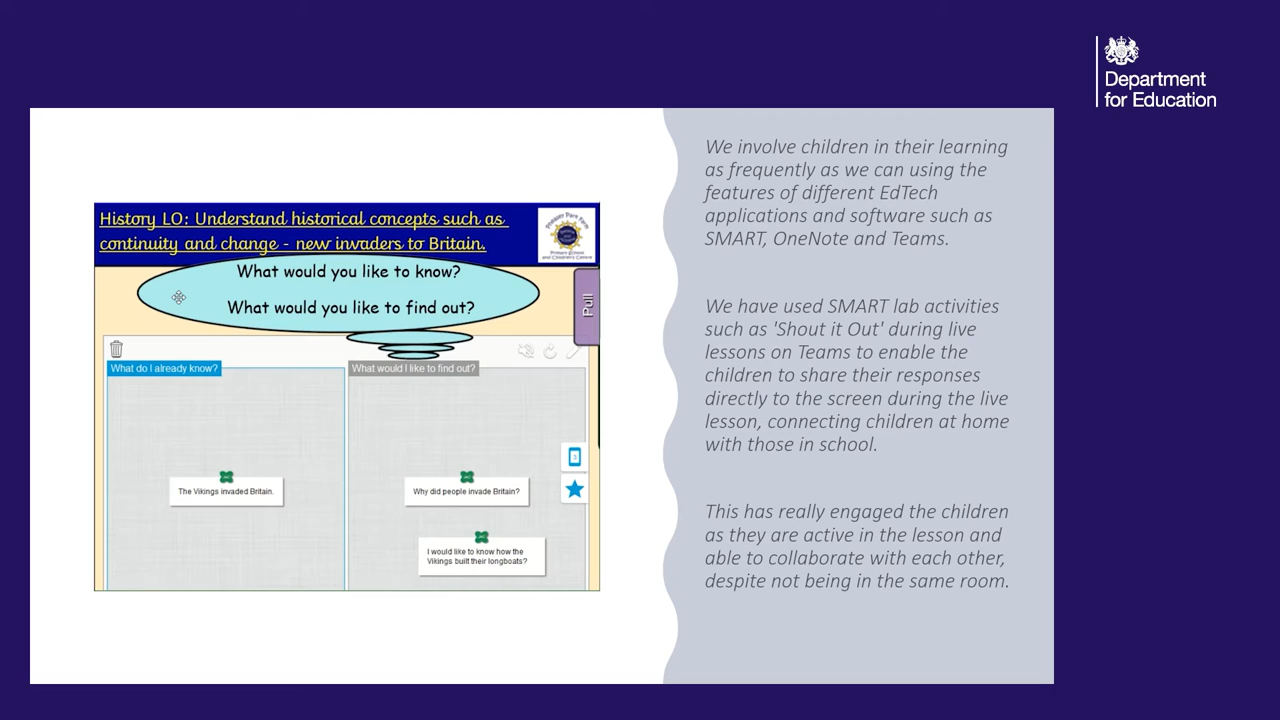 Department
for Education
We involve children in their learning
as frequently as we can using the
features of different EdTech
applications and software such as
SMART, OneNote and Teams.
We have used SMART lab activities
such as 'Shout it Out' during live
lessons on Teams to enable the
children to share their responses
directly to the screen during the live
lesson, connecting children at home
with those in school.
This has really engaged the children
as they are active in the lesson and
able to collaborate with each other,
despite not being in the same room.
History LO: Understand historical concepts such as
continuity and change - new invaders to Britain.
Primary School
and Children's Centre
What would you like to know?
What would you like to find out?
Pull
What do I already know?
What would I like to find out?
The Vikings invaded Britain.
Why did people invade Britain?
I would like to know how the
Vikings built their longboats?
3